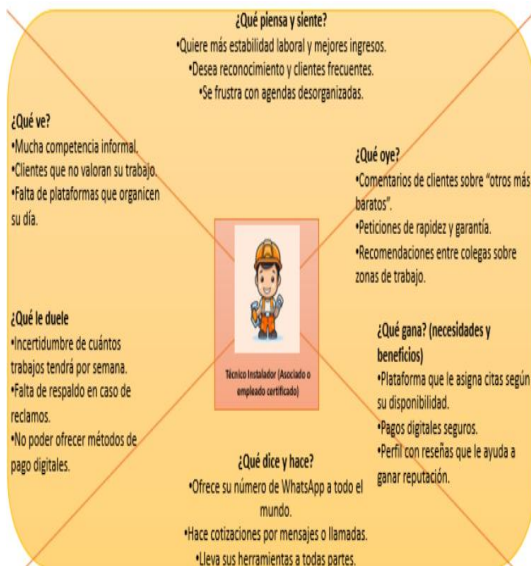 ¿Qué piensa y siente?
•Quiere más estabilidad laboral y mejores ingresos.
•Desea reconocimiento y clientes frecuentes.
•Se frustra con agendas desorganizadas.
¿Qué ve?
•Mucha competencia informal.
•Clientes que no valoran su trabajo.
•Falta de plataformas que organicen
su día.
¿Qué oye?
•Comentarios de clientes sobre “otros más
baratos”.
•Peticiones de rapidez y garantía.
•Recomendaciones entre colegas sobre
zonas de trabajo.
Técnico Instalador (Asociado o
empleado certificado)
¿Qué le duele
•Incertidumbre de cuántos
trabajos tendrá por semana.
•Falta de respaldo en caso de
reclamos.
•No poder ofrecer métodos de
pago digitales.
¿Qué gana? (necesidades y
beneficios)
•Plataforma que le asigna citas según
su disponibilidad.
•Pagos digitales seguros.
•Perfil con reseñas que le ayuda a
ganar reputación.
¿Qué dice y hace?
•Ofrece su número de WhatsApp a todo el
mundo.
•Hace cotizaciones por mensajes o llamadas.
•Lleva sus herramientas a todas partes.